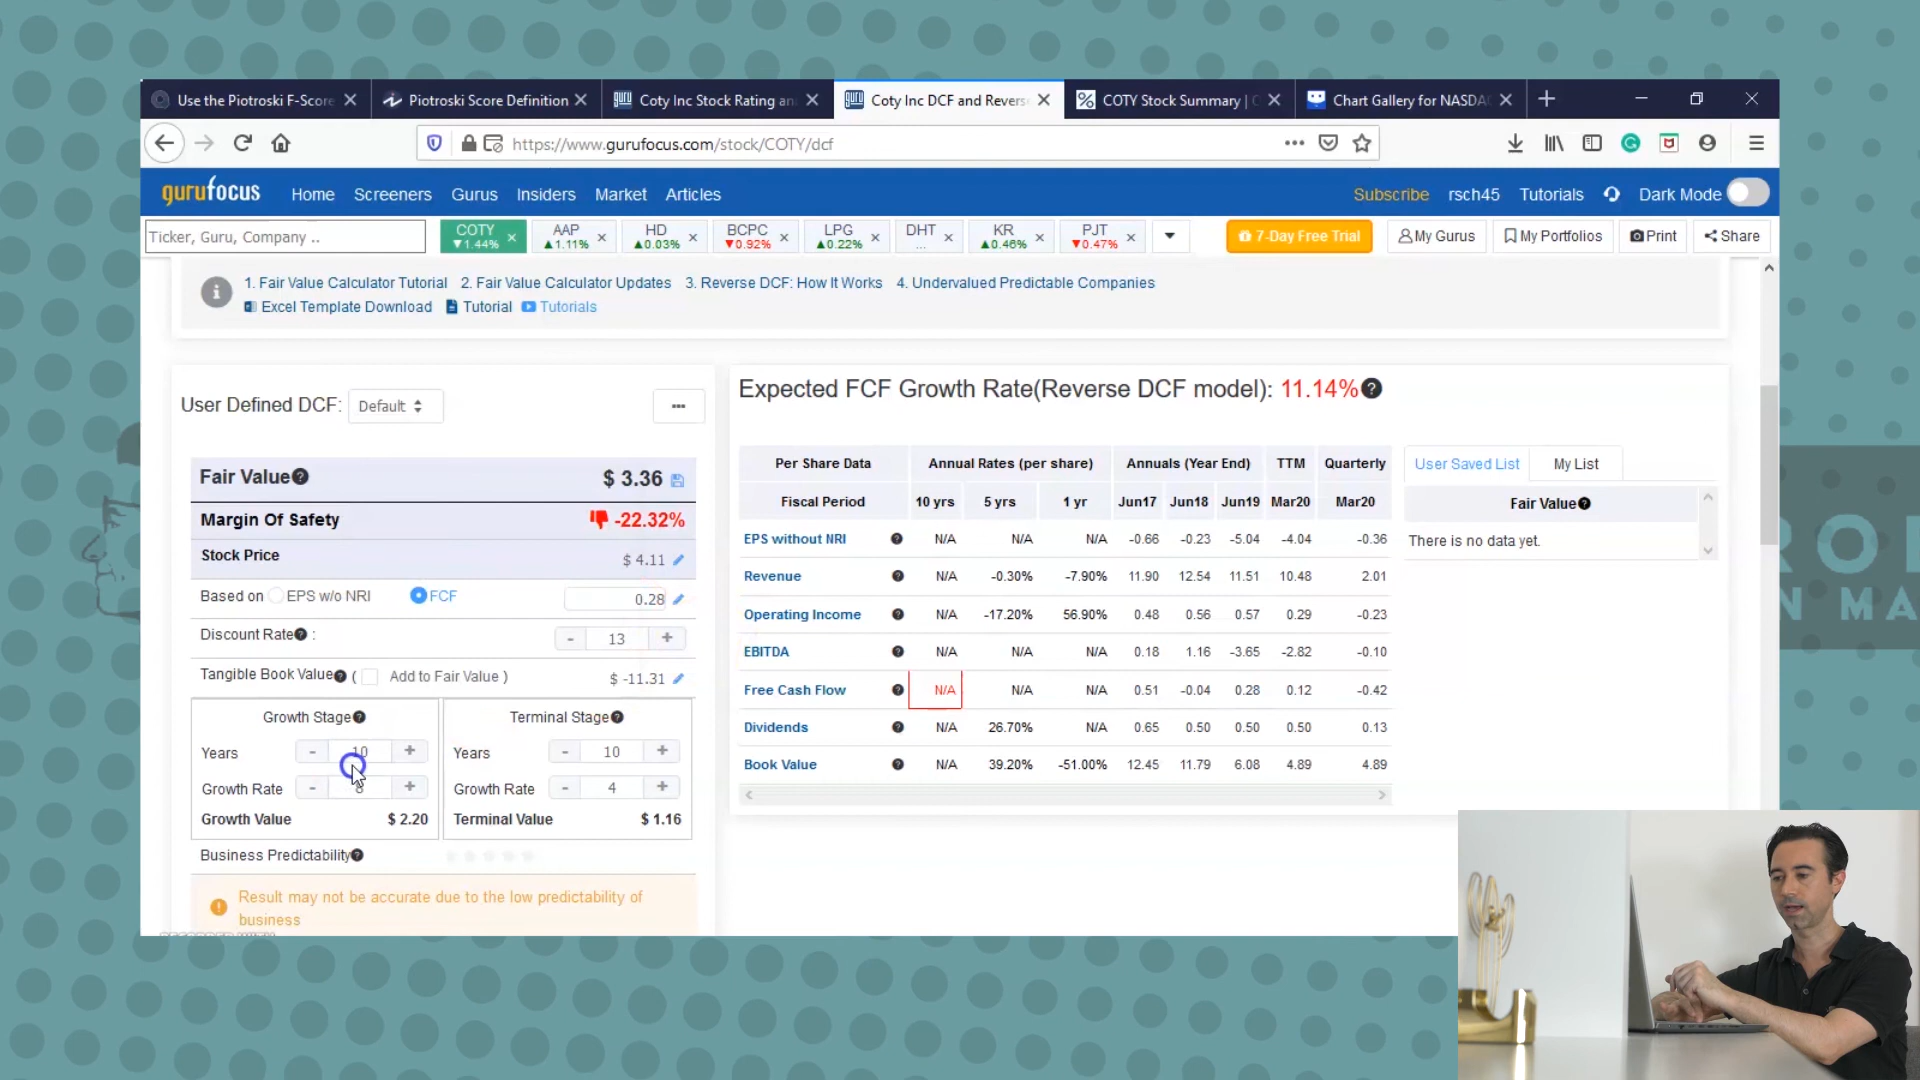 Use the Piotroski F-Score
Piotroski Score Definition
Coty Inc Stock Rating an
Coty Inc DCF and Revers
COTY Stock Summary |
Chart Gallery for NASDA
https://www.gurufocus.com/stock/COTY/dcf
gurufocus Home Screeners Gurus Insiders Market Articles Subscribe rsch45 Tutorials Dark Mode
Ticker, Guru, Company ..
COTY ▼1.44%
AAP ▲1.11%
HD ▲0.03%
BCPC ▼0.92%
LPG ▲0.22%
DHT ...
KR ▲0.46%
PJT ▼0.47%
7-Day Free Trial My Gurus My Portfolios Print Share
1. Fair Value Calculator Tutorial 2. Fair Value Calculator Updates 3. Reverse DCF: How It Works 4. Undervalued Predictable Companies
Excel Template Download Tutorial Tutorials
User Defined DCF: Default ...
Fair Value $ 3.36
Margin Of Safety -22.32%
Stock Price $ 4.11
Based on EPS w/o NRI FCF 0.28
Discount Rate : - 13 +
Tangible Book Value ( Add to Fair Value ) $ -11.31
Growth Stage
Years - 10 +
Growth Rate - 8 +
Growth Value $ 2.20
Terminal Stage
Years - 10 +
Growth Rate - 4 +
Terminal Value $ 1.16
Business Predictability
Result may not be accurate due to the low predictability of
business
Expected FCF Growth Rate(Reverse DCF model): 11.14%
Per Share Data Annual Rates (per share) Annuals (Year End) TTM Quarterly
Fiscal Period 10 yrs 5 yrs 1 yr Jun17 Jun18 Jun19 Mar20 Mar20
EPS without NRI N/A N/A N/A -0.66 -0.23 -5.04 -4.04 -0.36
Revenue N/A -0.30% -7.90% 11.90 12.54 11.51 10.48 2.01
Operating Income N/A -17.20% 56.90% 0.48 0.56 0.57 0.29 -0.23
EBITDA N/A N/A N/A 0.18 1.16 -3.65 -2.82 -0.10
Free Cash Flow N/A N/A N/A 0.51 -0.04 0.28 0.12 -0.42
Dividends N/A 26.70% N/A 0.65 0.50 0.50 0.50 0.13
Book Value N/A 39.20% -51.00% 12.45 11.79 6.08 4.89 4.89
User Saved List My List
Fair Value
There is no data yet.